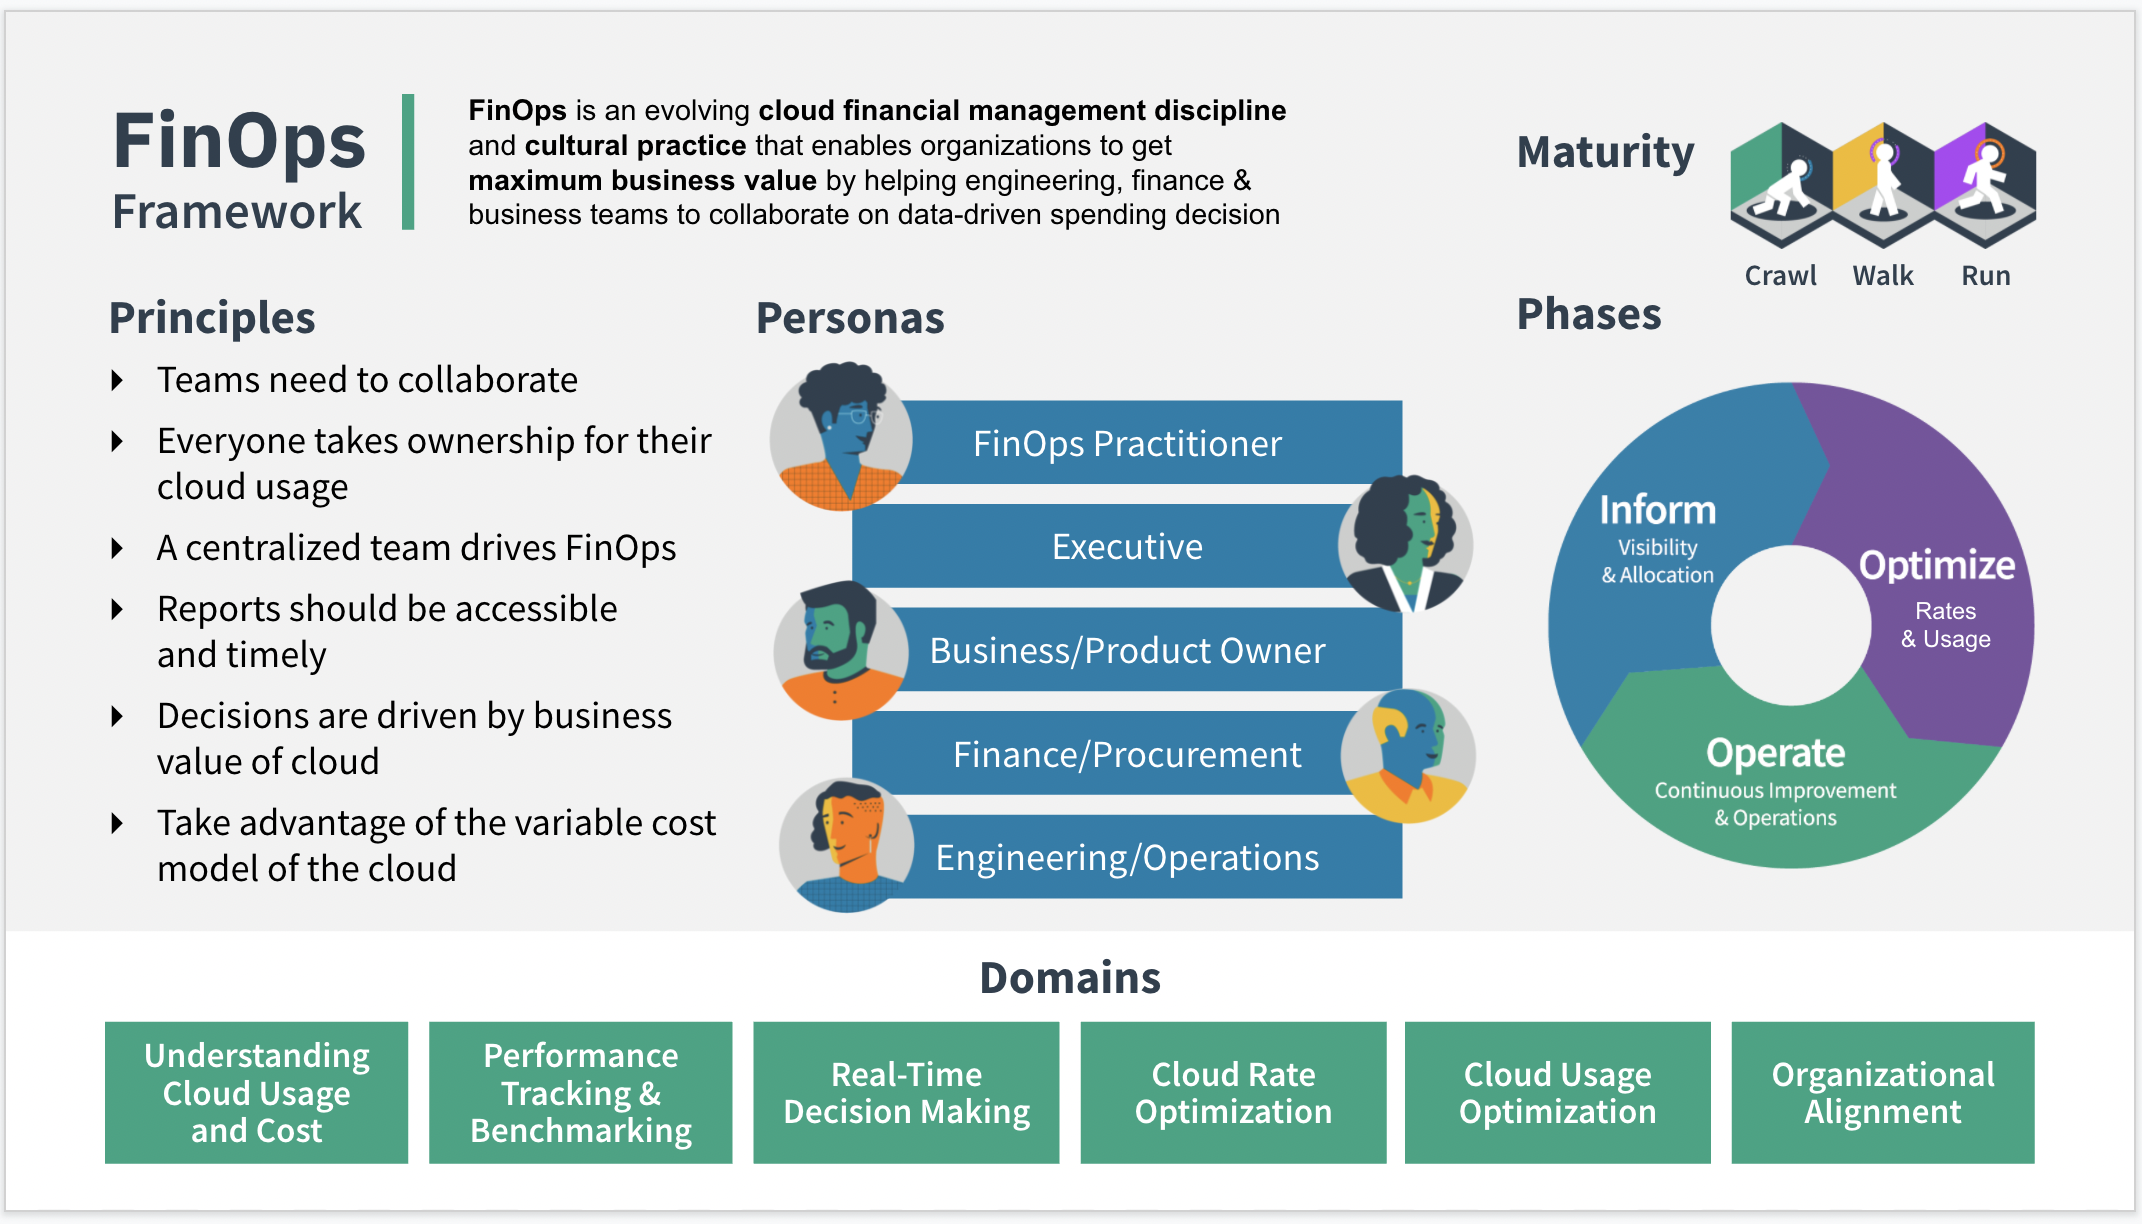 FinOps
Framework
FinOps is an evolving cloud financial management discipline
and cultural practice that enables organizations to get
maximum business value by helping engineering, finance &
business teams to collaborate on data-driven spending decision
Maturity
Crawl
Walk
Run
Principles
Teams need to collaborate
Everyone takes ownership for their
cloud usage
A centralized team drives FinOps
Reports should be accessible
and timely
Decisions are driven by business
value of cloud
Take advantage of the variable cost
model of the cloud
Personas
FinOps Practitioner
Executive
Business/Product Owner
Finance/Procurement
Engineering/Operations
Phases
Inform
Visibility
& Allocation
Optimize
Rates
& Usage
Operate
Continuous Improvement
& Operations
Domains
Understanding
Cloud Usage
and Cost
Performance
Tracking &
Benchmarking
Real-Time
Decision Making
Cloud Rate
Optimization
Cloud Usage
Optimization
Organizational
Alignment